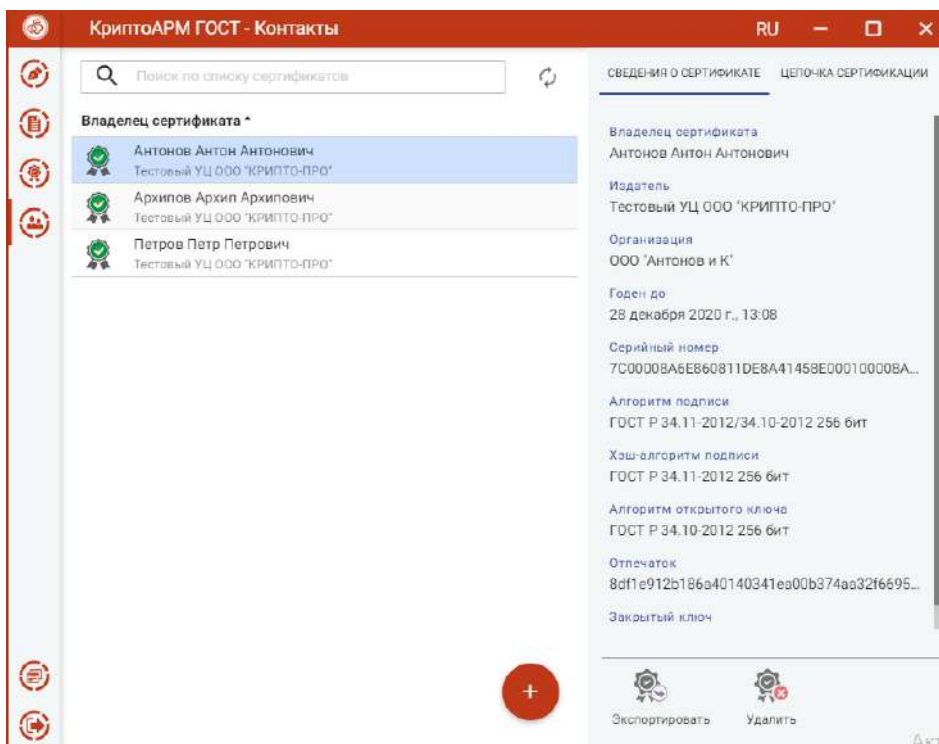 КриптоАРМ ГОСТ - Контакты
RU
Поиск по списку сертификатов
Владелец сертификата
Антонов Антон Антонович
Тестовый УЦ ООО "КРИПТО-ПРО"
Архипов Архип Архипович
Тестовый УЦ ООО "КРИПТО-ПРО"
Петров Петр Петрович
Тестовый УЦ ООО "КРИПТО-ПРО"
СВЕДЕНИЯ О СЕРТИФИКАТЕ
ЦЕПОЧКА СЕРТИФИКАЦИИ
Владелец сертификата
Антонов Антон Антонович
Издатель
Тестовый УЦ ООО "КРИПТО-ПРО"
Организация
ООО "Антонов и К"
Годен до
28 декабря 2020 г., 13:08
Серийный номер
7C00008A6E860811DE8A41458E000100008A...
Алгоритм подписи
ГОСТ Р 34.11-2012/34.10-2012 256 бит
Хэш-алгоритм подписи
ГОСТ Р 34.11-2012 256 бит
Алгоритм открытого ключа
ГОСТ Р 34.10-2012 256 бит
Отпечаток
8df1e912b186a40140341ea00b374aa32f6695...
Закрытый ключ
Экспортировать
Удалить